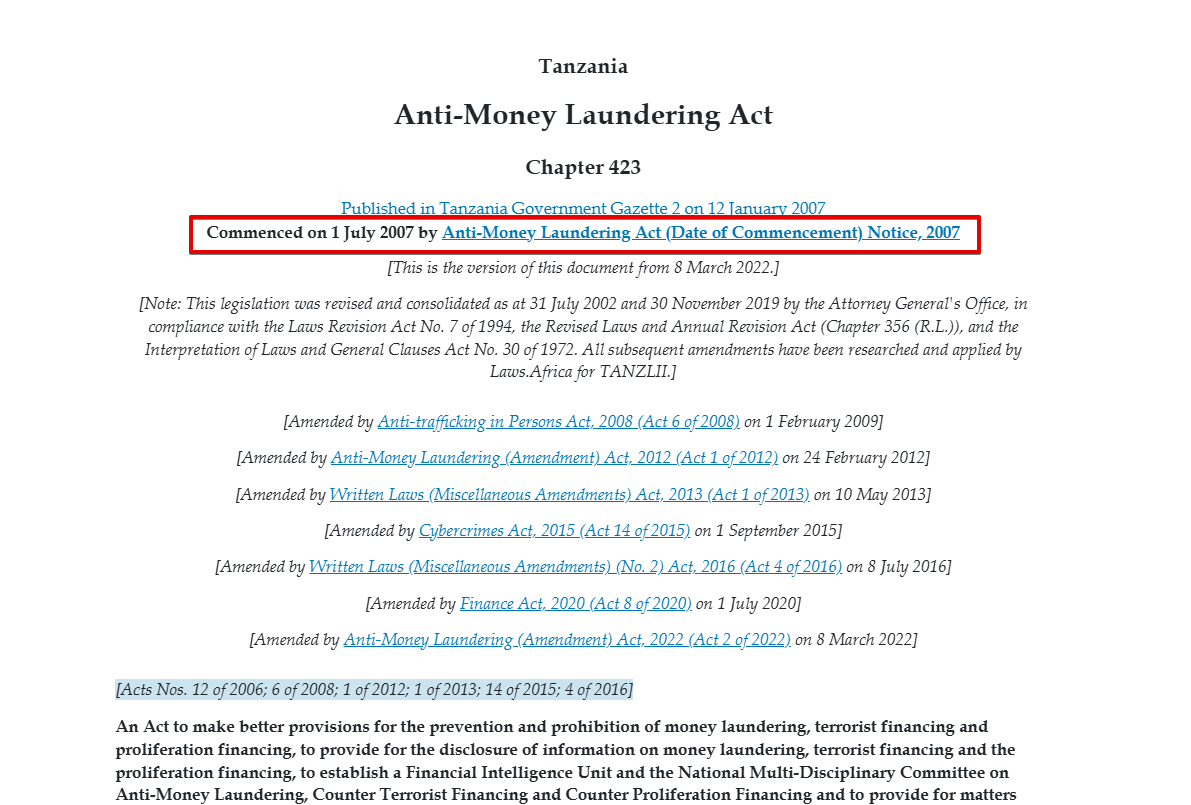 Tanzania
Anti-Money Laundering Act
Chapter 423
Published in Tanzania Government Gazette 2 on 12 January 2007
Commenced on 1 July 2007 by Anti-Money Laundering Act (Date of Commencement) Notice, 2007
[This is the version of this document from 8 March 2022.]
[Note: This legislation was revised and consolidated as at 31 July 2002 and 30 November 2019 by the Attorney General's Office, in
compliance with the Laws Revision Act No. 7 of 1994, the Revised Laws and Annual Revision Act (Chapter 356 (R.L.)), and the
Interpretation of Laws and General Clauses Act No. 30 of 1972. All subsequent amendments have been researched and applied by
Laws.Africa for TANZLII.]
[Amended by Anti-trafficking in Persons Act, 2008 (Act 6 of 2008) on 1 February 2009]
[Amended by Anti-Money Laundering (Amendment) Act, 2012 (Act 1 of 2012) on 24 February 2012]
[Amended by Written Laws (Miscellaneous Amendments) Act, 2013 (Act 1 of 2013) on 10 May 2013]
[Amended by Cybercrimes Act, 2015 (Act 14 of 2015) on 1 September 2015]
[Amended by Written Laws (Miscellaneous Amendments) (No. 2) Act, 2016 (Act 4 of 2016) on 8 July 2016]
[Amended by Finance Act, 2020 (Act 8 of 2020) on 1 July 2020]
[Amended by Anti-Money Laundering (Amendment) Act, 2022 (Act 2 of 2022) on 8 March 2022]
[Acts Nos. 12 of 2006; 6 of 2008; 1 of 2012; 1 of 2013; 14 of 2015; 4 of 2016]
An Act to make better provisions for the prevention and prohibition of money laundering, terrorist financing and
proliferation financing, to provide for the disclosure of information on money laundering, terrorist financing and the
proliferation financing, to establish a Financial Intelligence Unit and the National Multi-Disciplinary Committee on
Anti-Money Laundering, Counter Terrorist Financing and Counter Proliferation Financing and to provide for matters